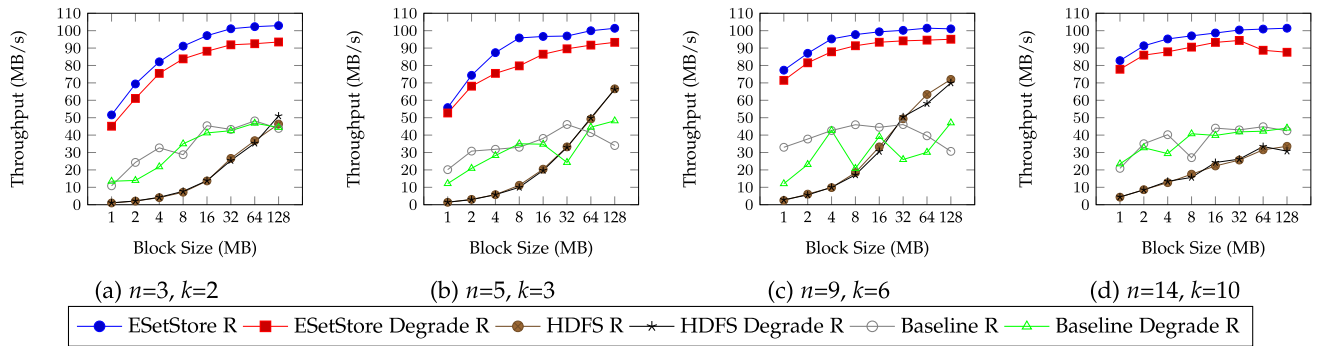 110
100
90
80
70
60
50
40
30
20
10
0
Throughput (MB/s)
1 2 4 8 16 32 64 128
Block Size (MB)
(a) n=3, k=2
110
100
90
80
70
60
50
40
30
20
10
0
Throughput (MB/s)
1 2 4 8 16 32 64 128
Block Size (MB)
(b) n=5, k=3
110
100
90
80
70
60
50
40
30
20
10
0
Throughput (MB/s)
1 2 4 8 16 32 64 128
Block Size (MB)
(c) n=9, k=6
110
100
90
80
70
60
50
40
30
20
10
0
Throughput (MB/s)
1 2 4 8 16 32 64 128
Block Size (MB)
(d) n=14, k=10
ESetStore R ESetStore Degrade R HDFS R HDFS Degrade R Baseline R Baseline Degrade R